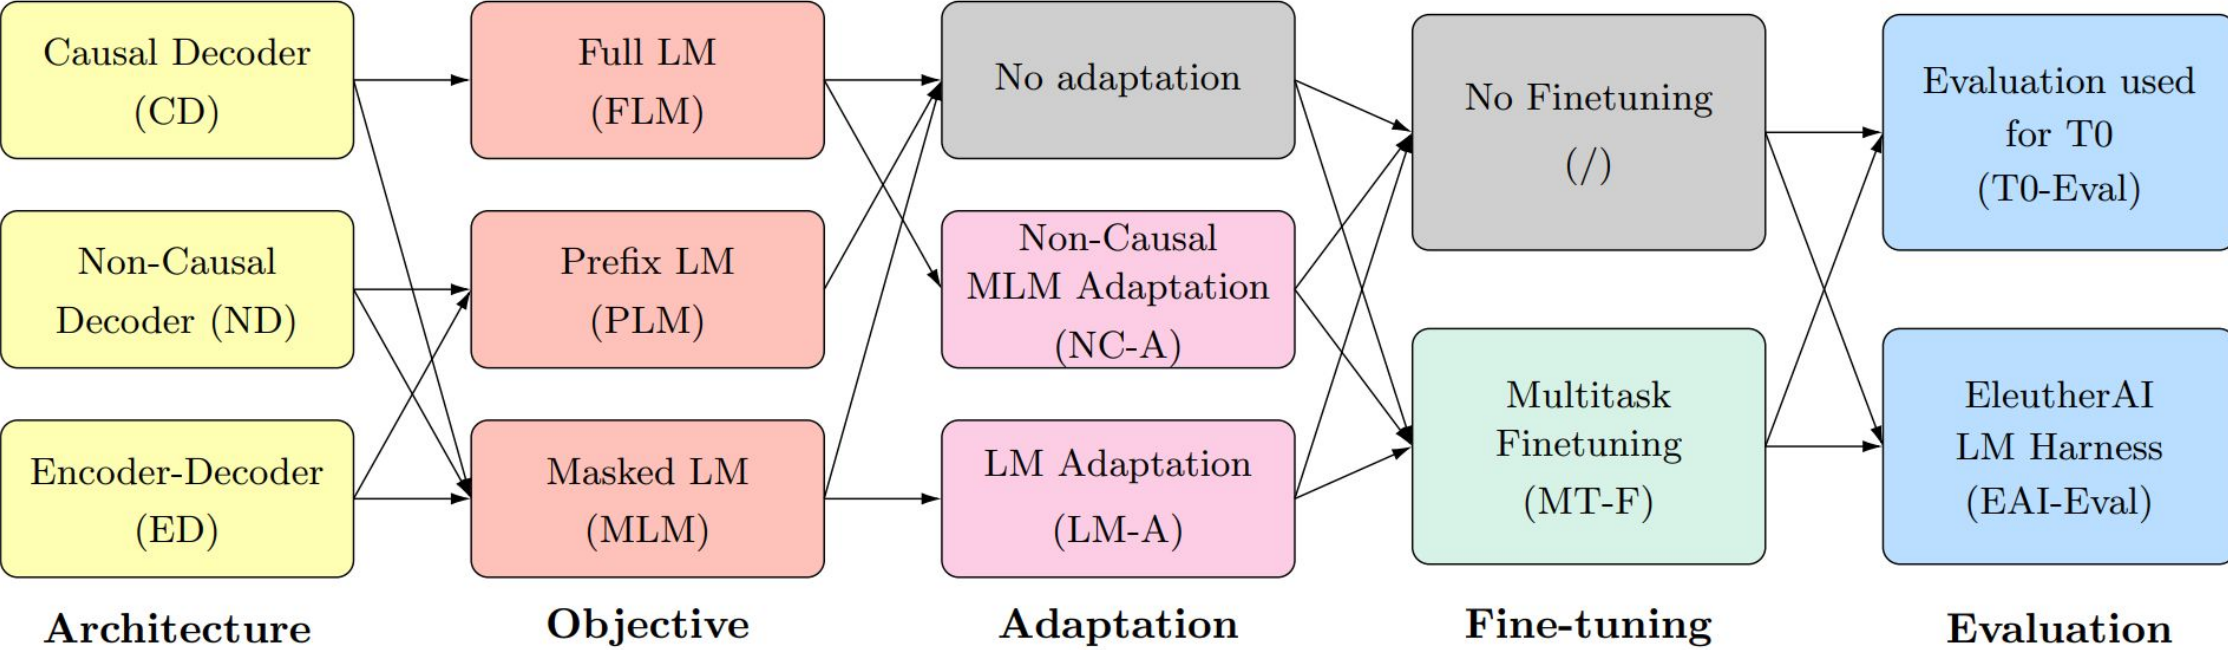 Causal Decoder
(CD)
Non-Causal
Decoder (ND)
Encoder-Decoder
(ED)
Architecture
Full LM
(FLM)
Prefix LM
(PLM)
Masked LM
(MLM)
Objective
No adaptation
Non-Causal
MLM Adaptation
(NC-A)
LM Adaptation
(LM-A)
Adaptation
No Finetuning
(/)
Multitask
Finetuning
(MT-F)
Fine-tuning
Evaluation used
for T0
(T0-Eval)
EleutherAI
LM Harness
(EAI-Eval)
Evaluation